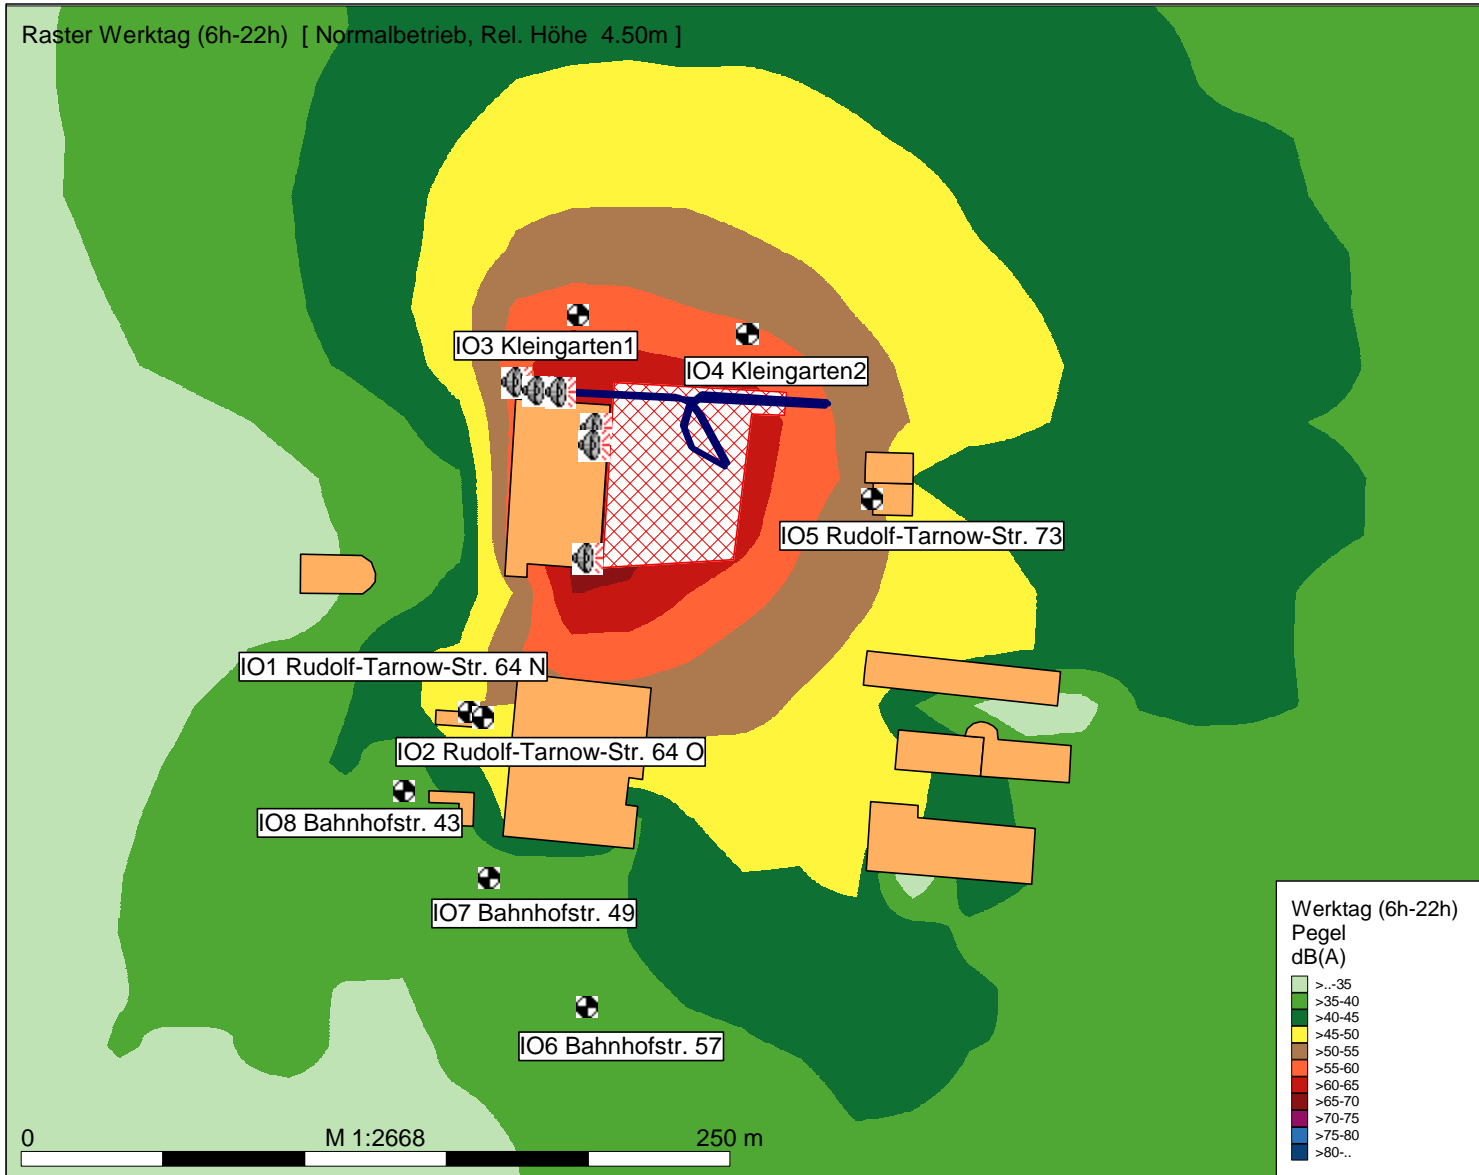 Raster Werktag (6h-22h) [ Normalbetrieb, Rel. Höhe 4.50m ]
IO3 Kleingarten1
IO4 Kleingarten2
IO5 Rudolf-Tarnow-Str. 73
IO1 Rudolf-Tarnow-Str. 64 N
IO2 Rudolf-Tarnow-Str. 64 O
IO8 Bahnhofstr. 43
IO7 Bahnhofstr. 49
IO6 Bahnhofstr. 57
Werktag (6h-22h)
Pegel
dB(A)
>..-35
>35-40
>40-45
>45-50
>50-55
>55-60
>60-65
>65-70
>70-75
>75-80
>80-..
0 M 1:2668 250 m